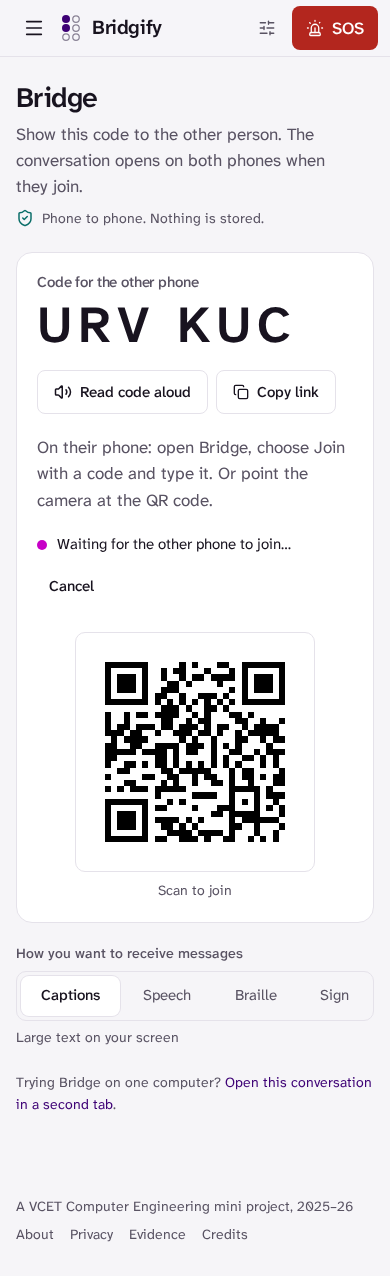 Bridgify
SOS
Bridge
Show this code to the other person. The
conversation opens on both phones when
they join.
Phone to phone. Nothing is stored.
Code for the other phone
URV KUC
Read code aloud
Copy link
On their phone: open Bridge, choose Join
with a code and type it. Or point the
camera at the QR code.
Waiting for the other phone to join…
Cancel
Scan to join
How you want to receive messages
Captions
Speech
Braille
Sign
Large text on your screen
Trying Bridge on one computer? Open this conversation
in a second tab.
A VCET Computer Engineering mini project, 2025–26
About
Privacy
Evidence
Credits